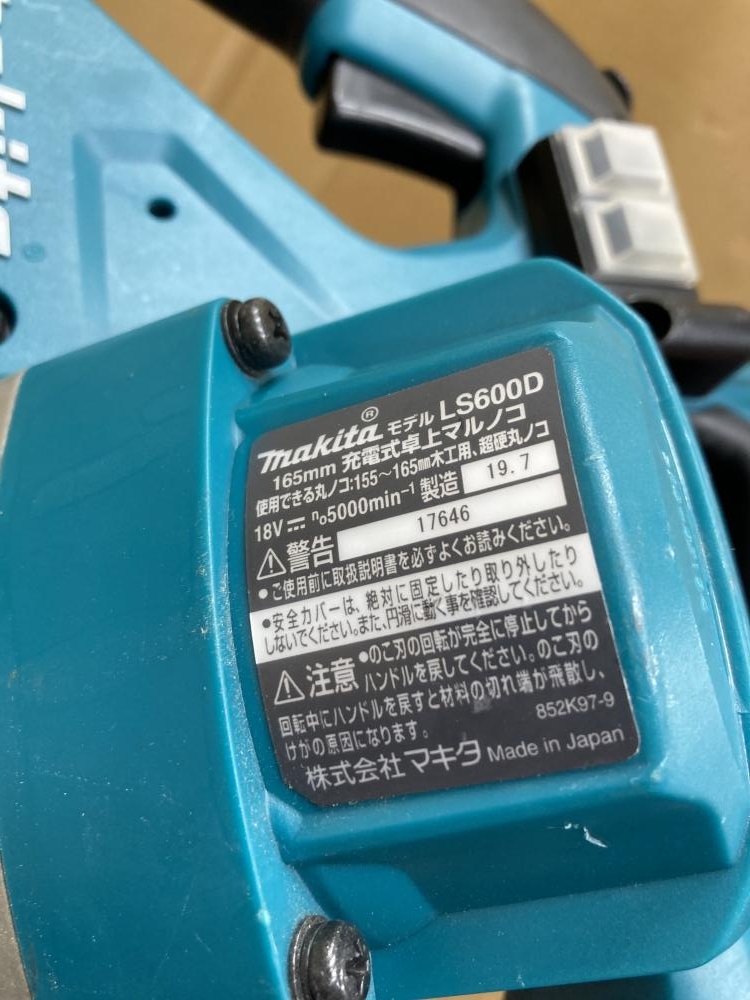 makita
makita® モデル LS600D
165mm 充電式卓上マルノコ
使用できる丸ノコ:155〜165mm木工用、超硬丸ノコ
18V⎓ n₀5000min⁻¹ 製造 19.7
⚠警告 17646
•ご使用前に取扱説明書を必ずよくお読みください。
•安全カバーは、絶対に固定したり取り外したり
しないでください。また、円滑に動く事を確認してください。
⚠注意 •のこ刃の回転が完全に停止してから
ハンドルを戻してください。のこ刃の
回転中にハンドルを戻すと材料の切れ端が飛散し、
けがの原因になります。 852K97-9
株式会社 マキタ Made in Japan